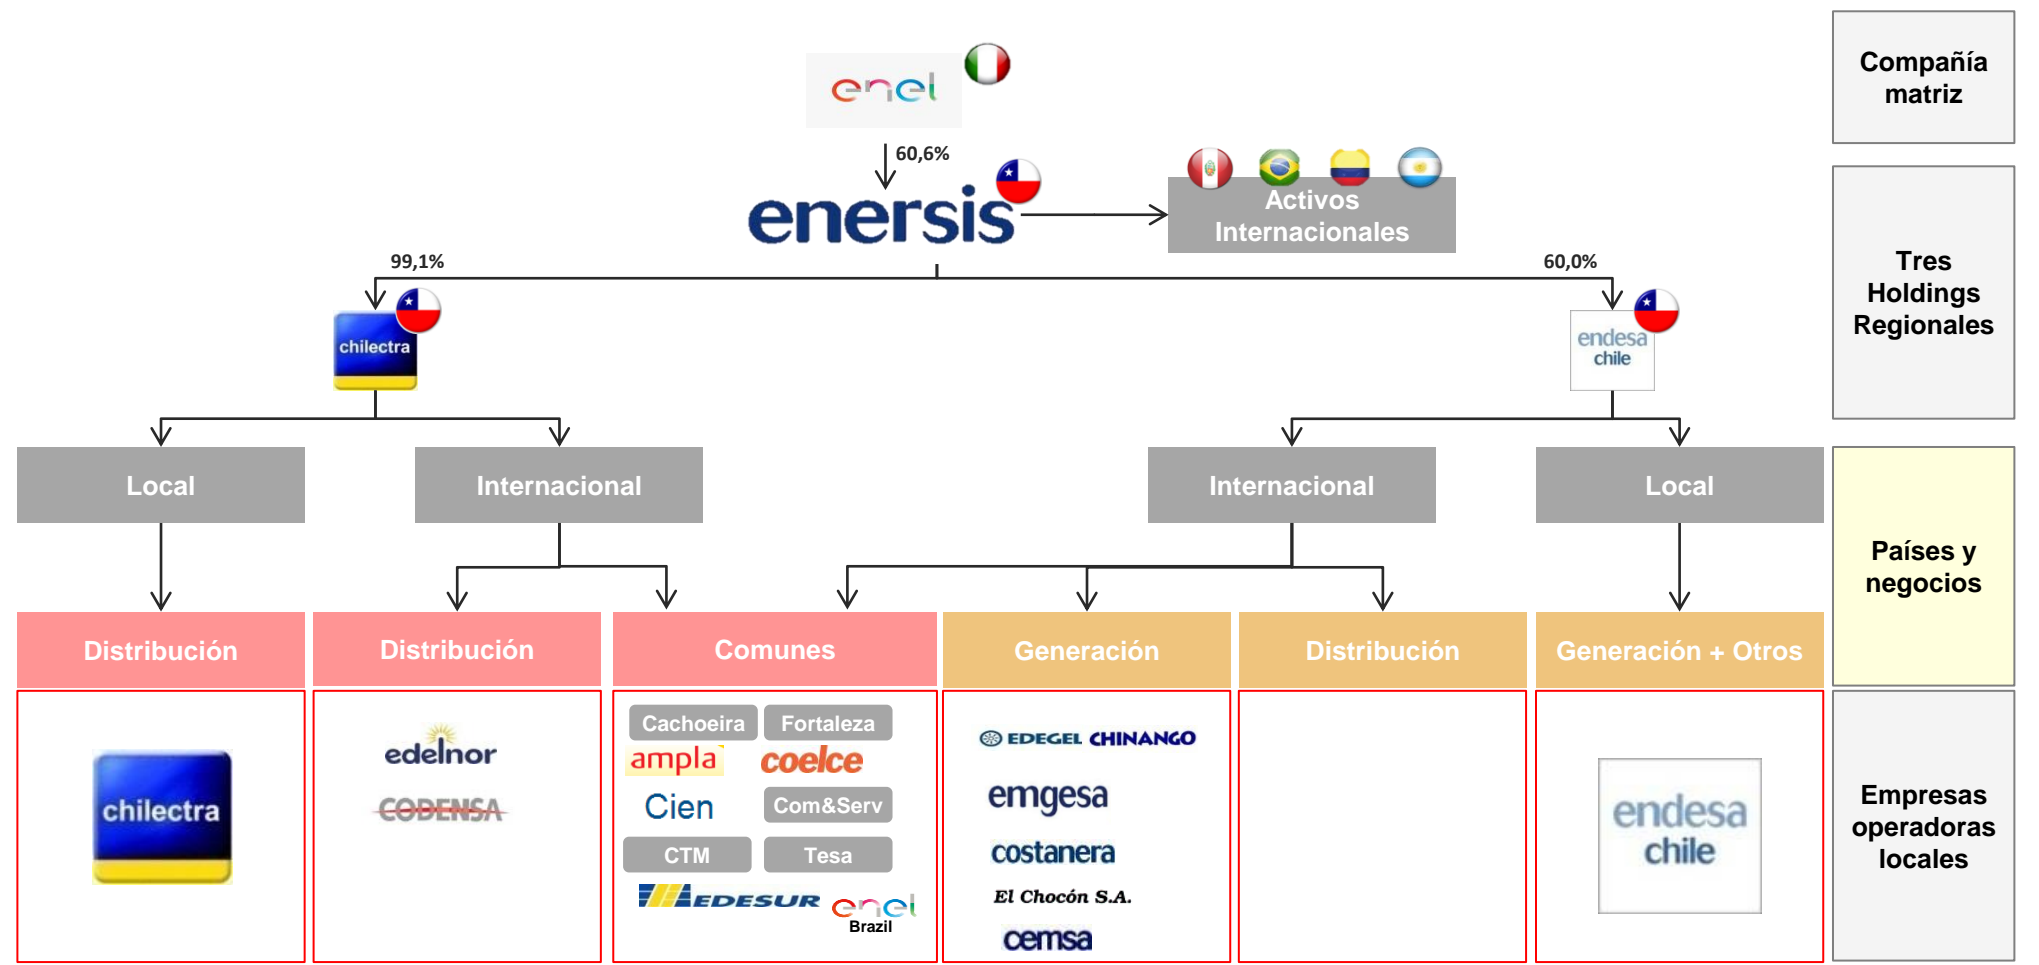 Compañía
matriz
enel
60,6%
enersis
Activos
Internacionales
99,1%
60,0%
Tres
Holdings
Regionales
chilectra
endesa
chile
Local
Internacional
Internacional
Local
Países y
negocios
Distribución
Distribución
Comunes
Generación
Distribución
Generación + Otros
chilectra
edelnor
CODENSA
Cachoeira
Fortaleza
ampla
coelce
Cien
Com&Serv
CTM
Tesa
EDESUR
enel
Brazil
EDEGEL CHINANGO
emgesa
costanera
El Chocón S.A.
cemsa
endesa
chile
Empresas
operadoras
locales